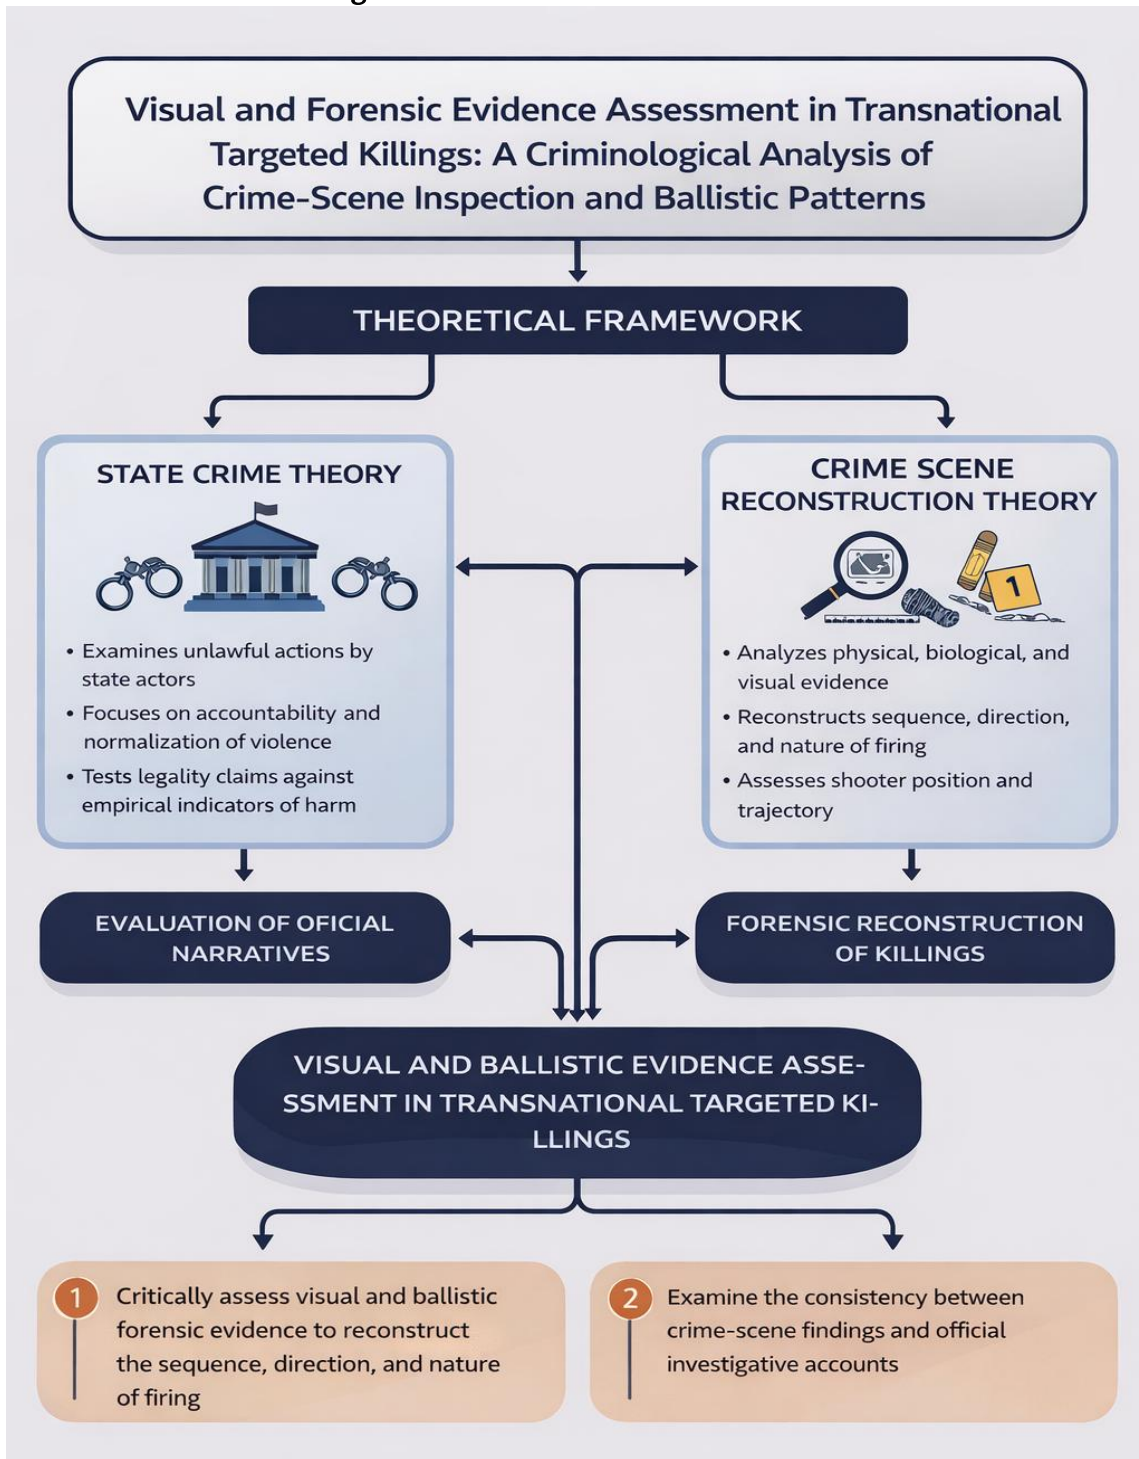 Visual and Forensic Evidence Assessment in Transnational
Targeted Killings: A Criminological Analysis of
Crime-Scene Inspection and Ballistic Patterns
THEORETICAL FRAMEWORK
STATE CRIME THEORY
• Examines unlawful actions by
state actors
• Focuses on accountability and
normalization of violence
• Tests legality claims against
empirical indicators of harm
CRIME SCENE
RECONSTRUCTION THEORY
1
• Analyzes physical, biological, and
visual evidence
• Reconstructs sequence, direction,
and nature of firing
• Assesses shooter position and
trajectory
EVALUATION OF OFICIAL
NARRATIVES
FORENSIC RECONSTRUCTION
OF KILLINGS
VISUAL AND BALLISTIC EVIDENCE ASSE-
SSMENT IN TRANSNATIONAL TARGETED KI-
LLINGS
1
Critically assess visual and ballistic
forensic evidence to reconstruct
the sequence, direction, and nature
of firing
2
Examine the consistency between
crime-scene findings and official
investigative accounts